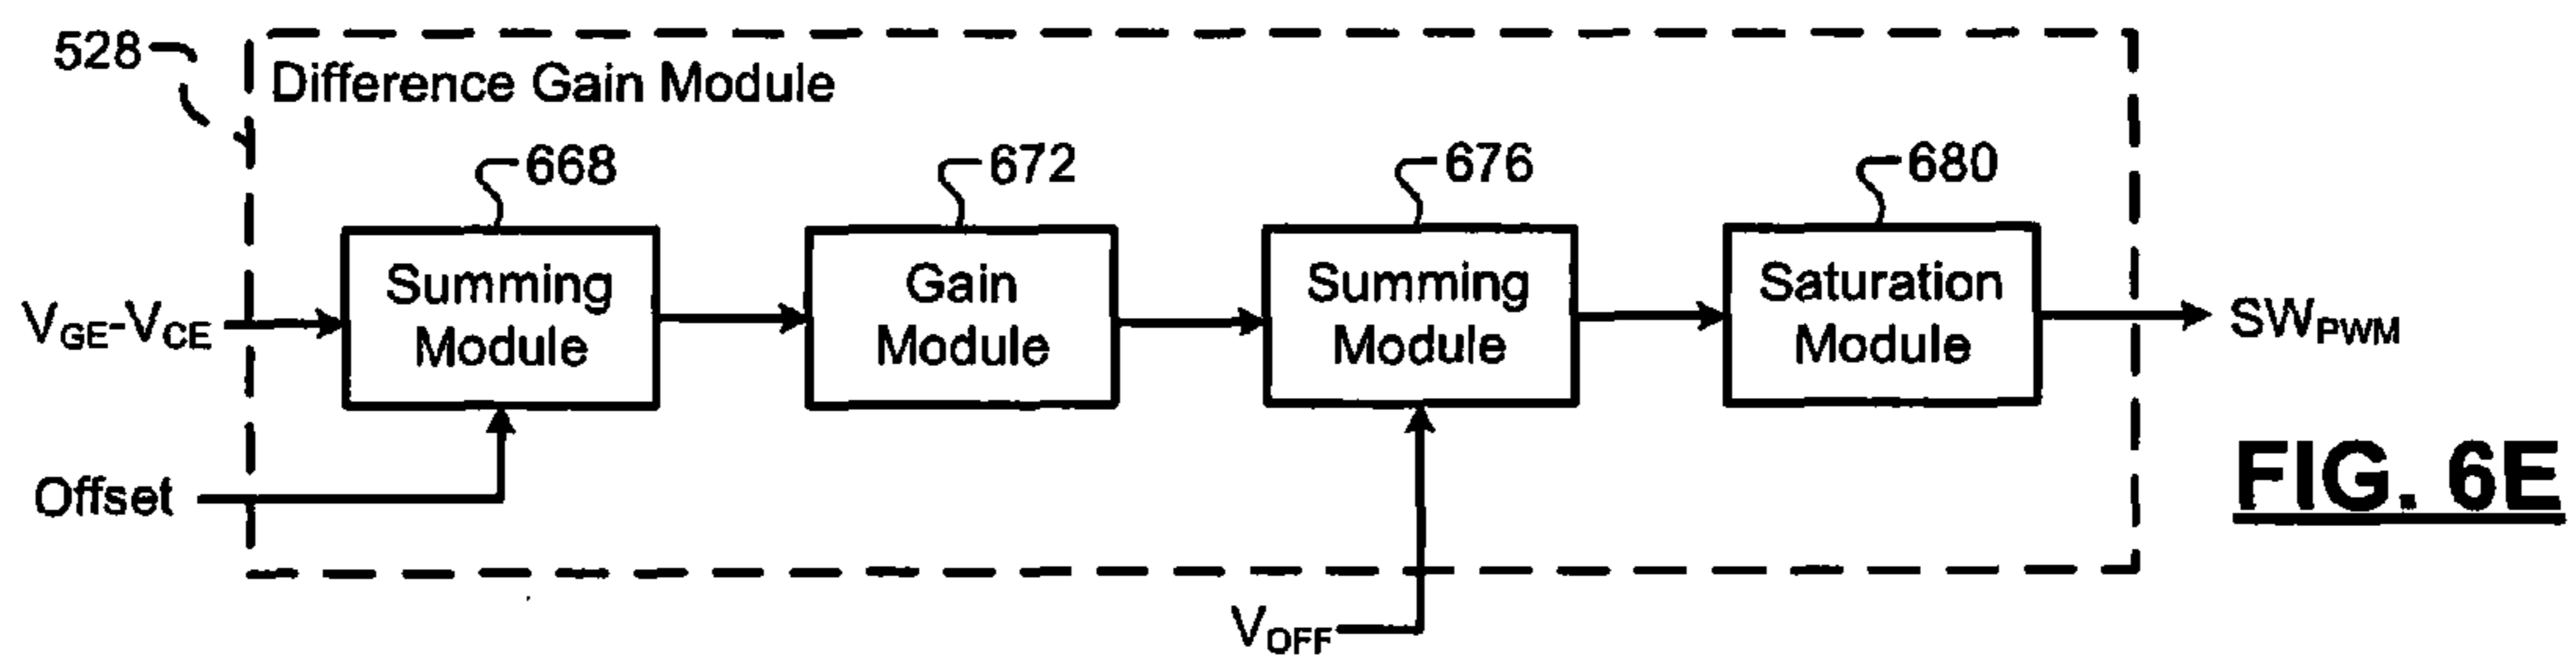 528
Difference Gain Module
668
672
676
680
Summing
Module
Gain
Module
Summing
Module
Saturation
Module
VGE-VCE
SWPWM
Offset
VOFF
FIG. 6E